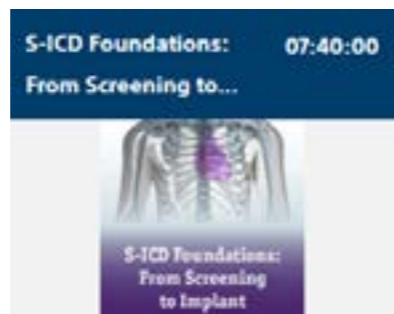 S-ICD Foundations: 07:40:00
From Screening to...
S-ICD Foundations:
From Screening
to Implant